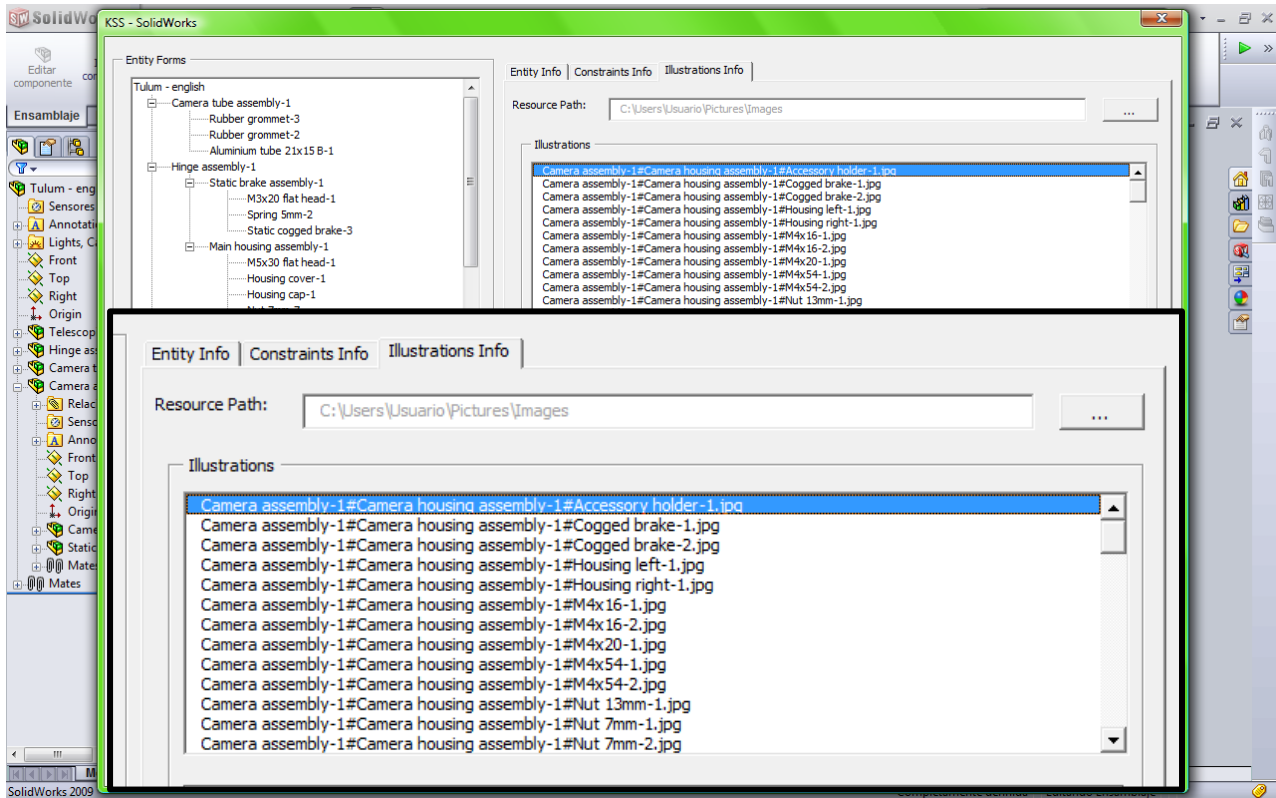 SolidWo
KSS - SolidWorks
Editar
componente
Ensamblaje
Tulum - eng
Sensores
Annotati
Lights, C
Front
Top
Right
Origin
Telescop
Hinge as
Camera t
Camera a
Relac
Senso
Anno
Front
Top
Right
Origin
Came
Static
Mate
Mates
SolidWorks 2009
Entity Forms
Tulum - english
Camera tube assembly-1
Rubber grommet-3
Rubber grommet-2
Aluminium tube 21x15 B-1
Hinge assembly-1
Static brake assembly-1
M3x20 flat head-1
Spring 5mm-2
Static cogged brake-3
Main housing assembly-1
M5x30 flat head-1
Housing cover-1
Housing cap-1
Entity Info Constraints Info Illustrations Info
Resource Path: C:\Users\Usuario\Pictures\Images ...
Illustrations
Camera assembly-1#Camera housing assembly-1#Accessory holder-1.jpg
Camera assembly-1#Camera housing assembly-1#Cogged brake-1.jpg
Camera assembly-1#Camera housing assembly-1#Cogged brake-2.jpg
Camera assembly-1#Camera housing assembly-1#Housing left-1.jpg
Camera assembly-1#Camera housing assembly-1#Housing right-1.jpg
Camera assembly-1#Camera housing assembly-1#M4x16-1.jpg
Camera assembly-1#Camera housing assembly-1#M4x16-2.jpg
Camera assembly-1#Camera housing assembly-1#M4x20-1.jpg
Camera assembly-1#Camera housing assembly-1#M4x54-1.jpg
Camera assembly-1#Camera housing assembly-1#M4x54-2.jpg
Camera assembly-1#Camera housing assembly-1#Nut 13mm-1.jpg
Entity Info Constraints Info Illustrations Info
Resource Path: C:\Users\Usuario\Pictures\Images ...
Illustrations
Camera assembly-1#Camera housing assembly-1#Accessory holder-1.jpg
Camera assembly-1#Camera housing assembly-1#Cogged brake-1.jpg
Camera assembly-1#Camera housing assembly-1#Cogged brake-2.jpg
Camera assembly-1#Camera housing assembly-1#Housing left-1.jpg
Camera assembly-1#Camera housing assembly-1#Housing right-1.jpg
Camera assembly-1#Camera housing assembly-1#M4x16-1.jpg
Camera assembly-1#Camera housing assembly-1#M4x16-2.jpg
Camera assembly-1#Camera housing assembly-1#M4x20-1.jpg
Camera assembly-1#Camera housing assembly-1#M4x54-1.jpg
Camera assembly-1#Camera housing assembly-1#M4x54-2.jpg
Camera assembly-1#Camera housing assembly-1#Nut 13mm-1.jpg
Camera assembly-1#Camera housing assembly-1#Nut 7mm-1.jpg
Camera assembly-1#Camera housing assembly-1#Nut 7mm-2.jpg